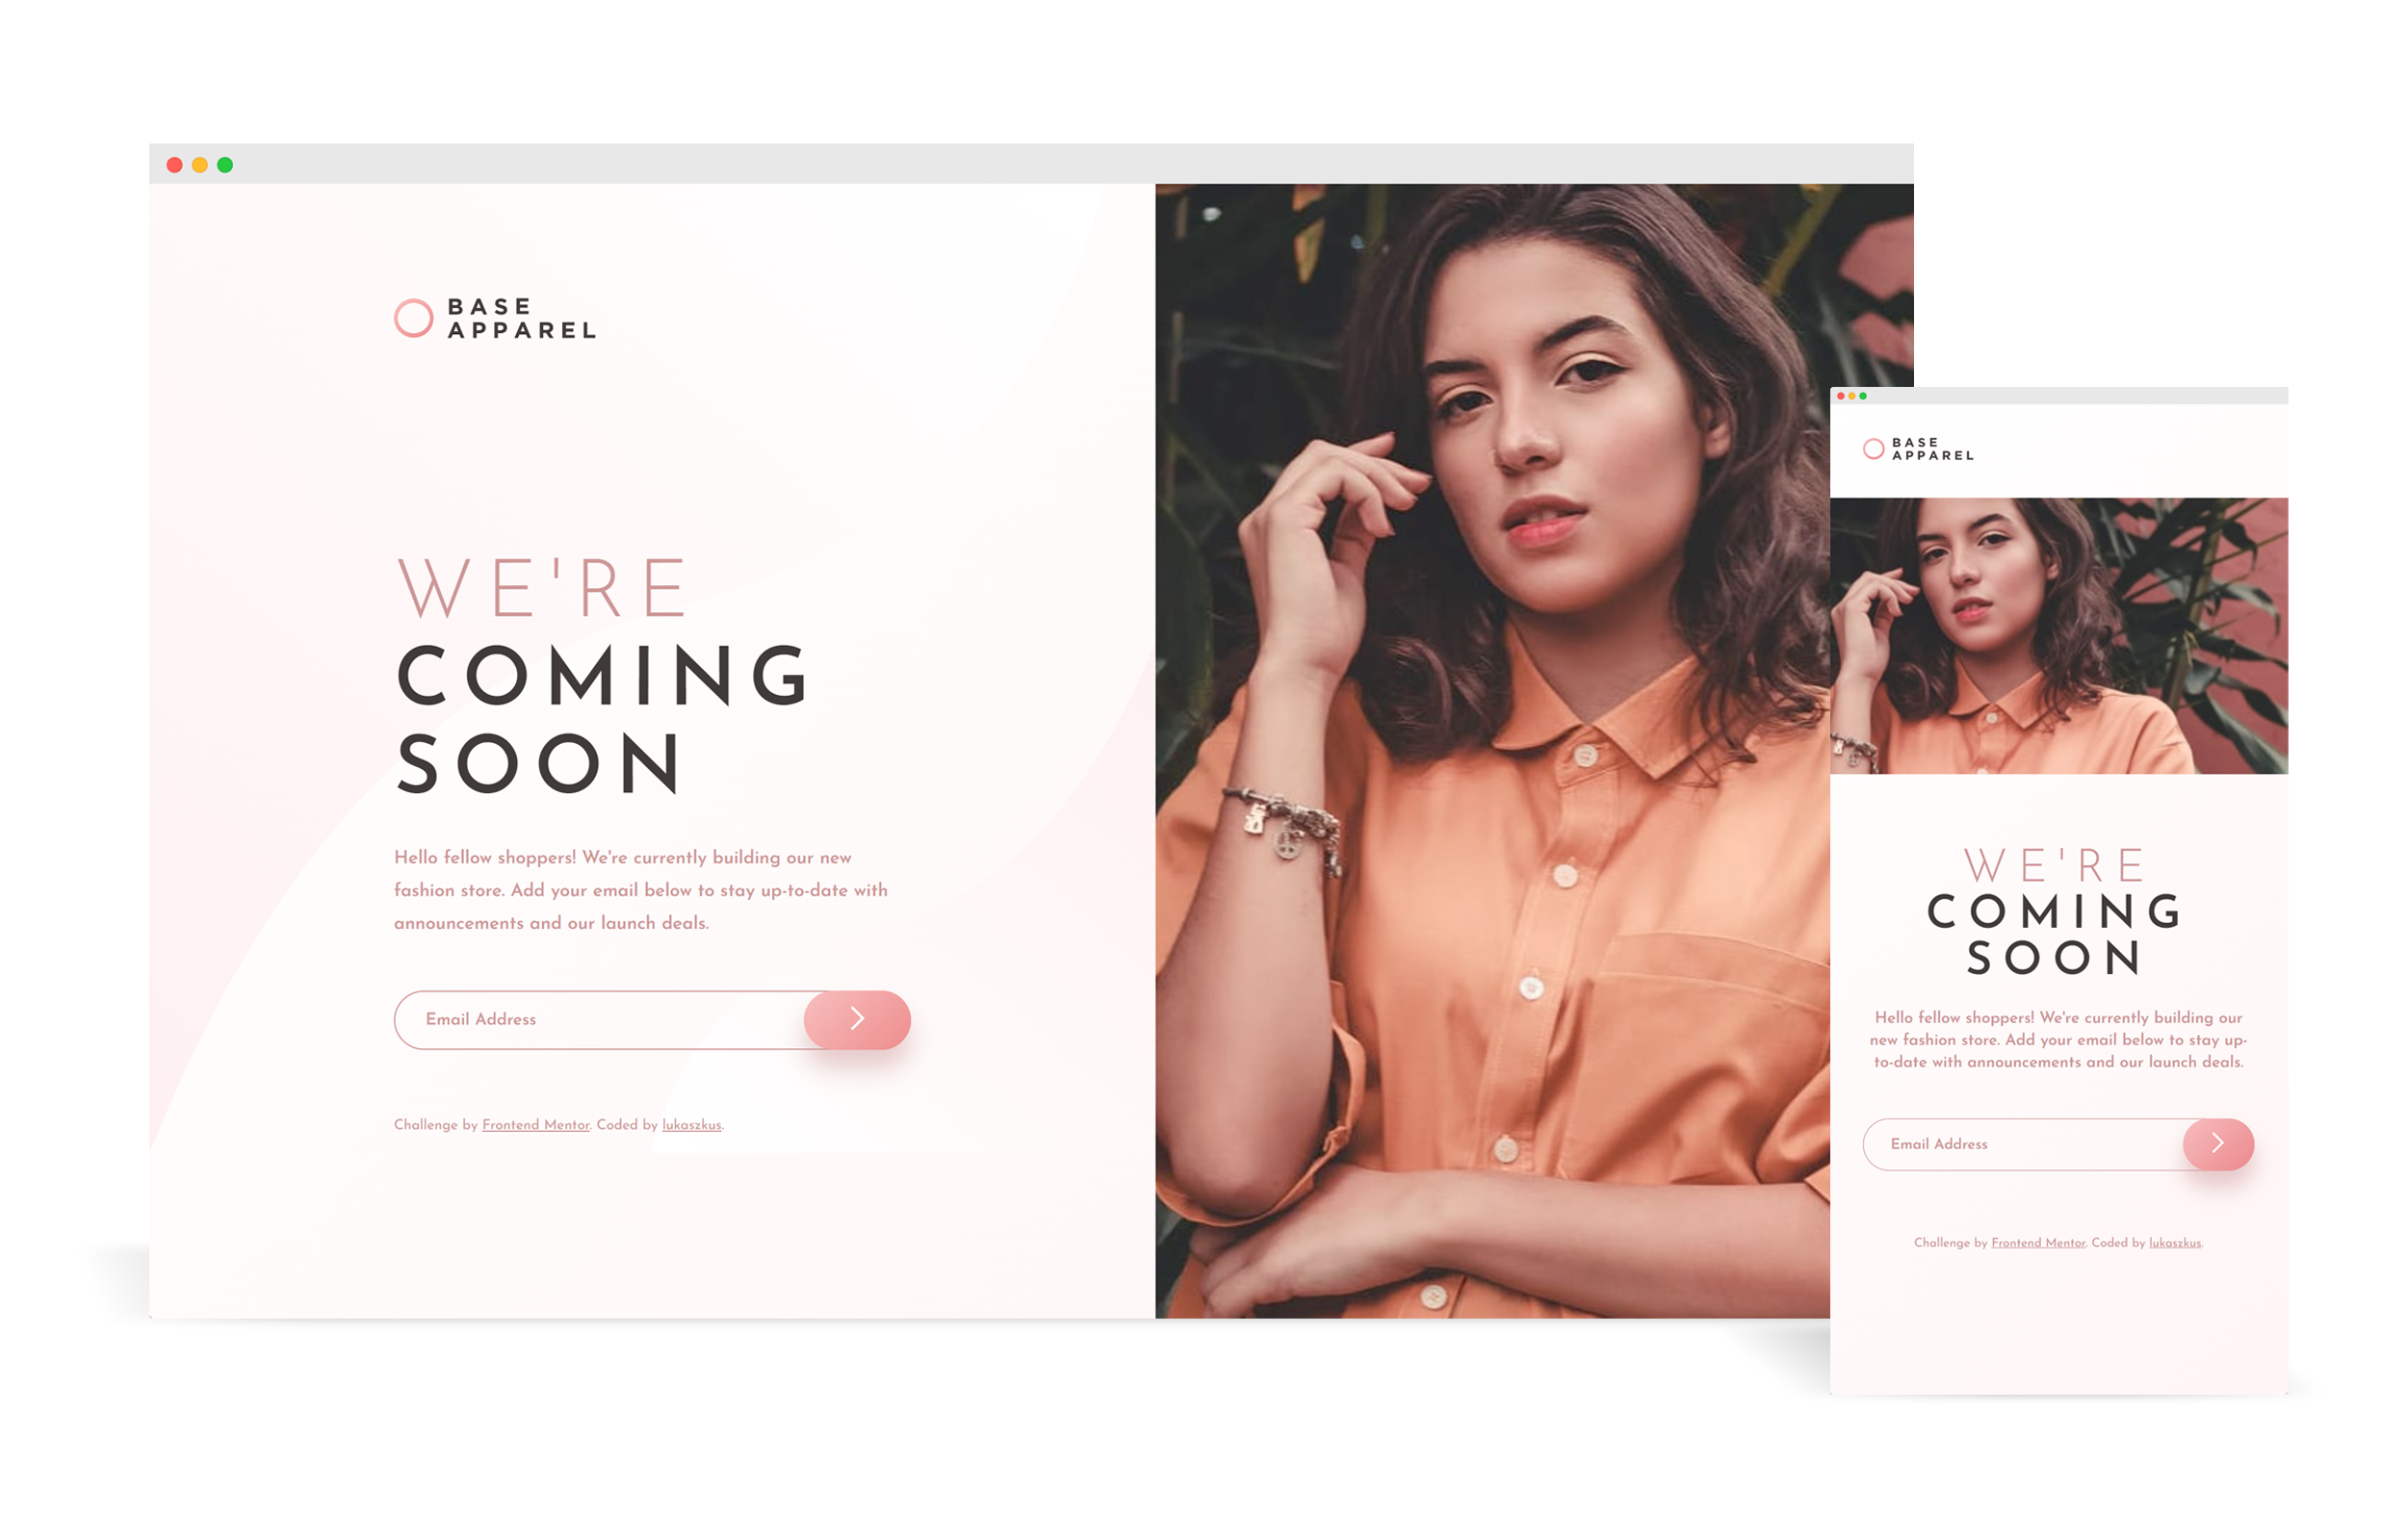 BASE
APPAREL
WE'RE
COMING
SOON
Hello fellow shoppers! We're currently building our new
fashion store. Add your email below to stay up-to-date with
announcements and our launch deals.
Email Address
Challenge by Frontend Mentor. Coded by lukaszkus.
BASE
APPAREL
WE'RE
COMING
SOON
Hello fellow shoppers! We're currently building our
new fashion store. Add your email below to stay up-
to-date with announcements and our launch deals.
Email Address
Challenge by Frontend Mentor. Coded by lukaszkus.